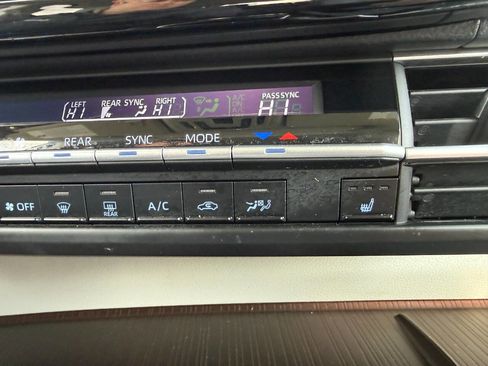 LEFT REAR SYNC RIGHT PASS SYNC
HI HI HI
REAR SYNC MODE
OFF REAR A/C